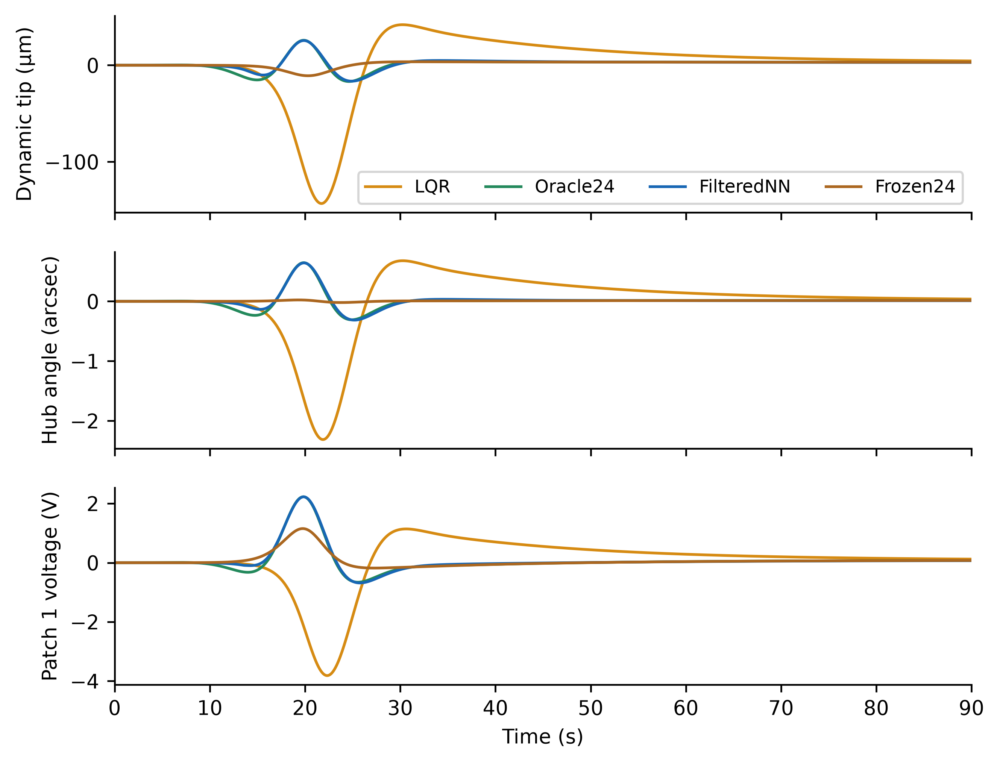 Dynamic tip (µm)
0
−100
LQR Oracle24 FilteredNN Frozen24
Hub angle (arcsec)
0
−1
−2
Patch 1 voltage (V)
2
0
−2
−4
0 10 20 30 40 50 60 70 80 90
Time (s)